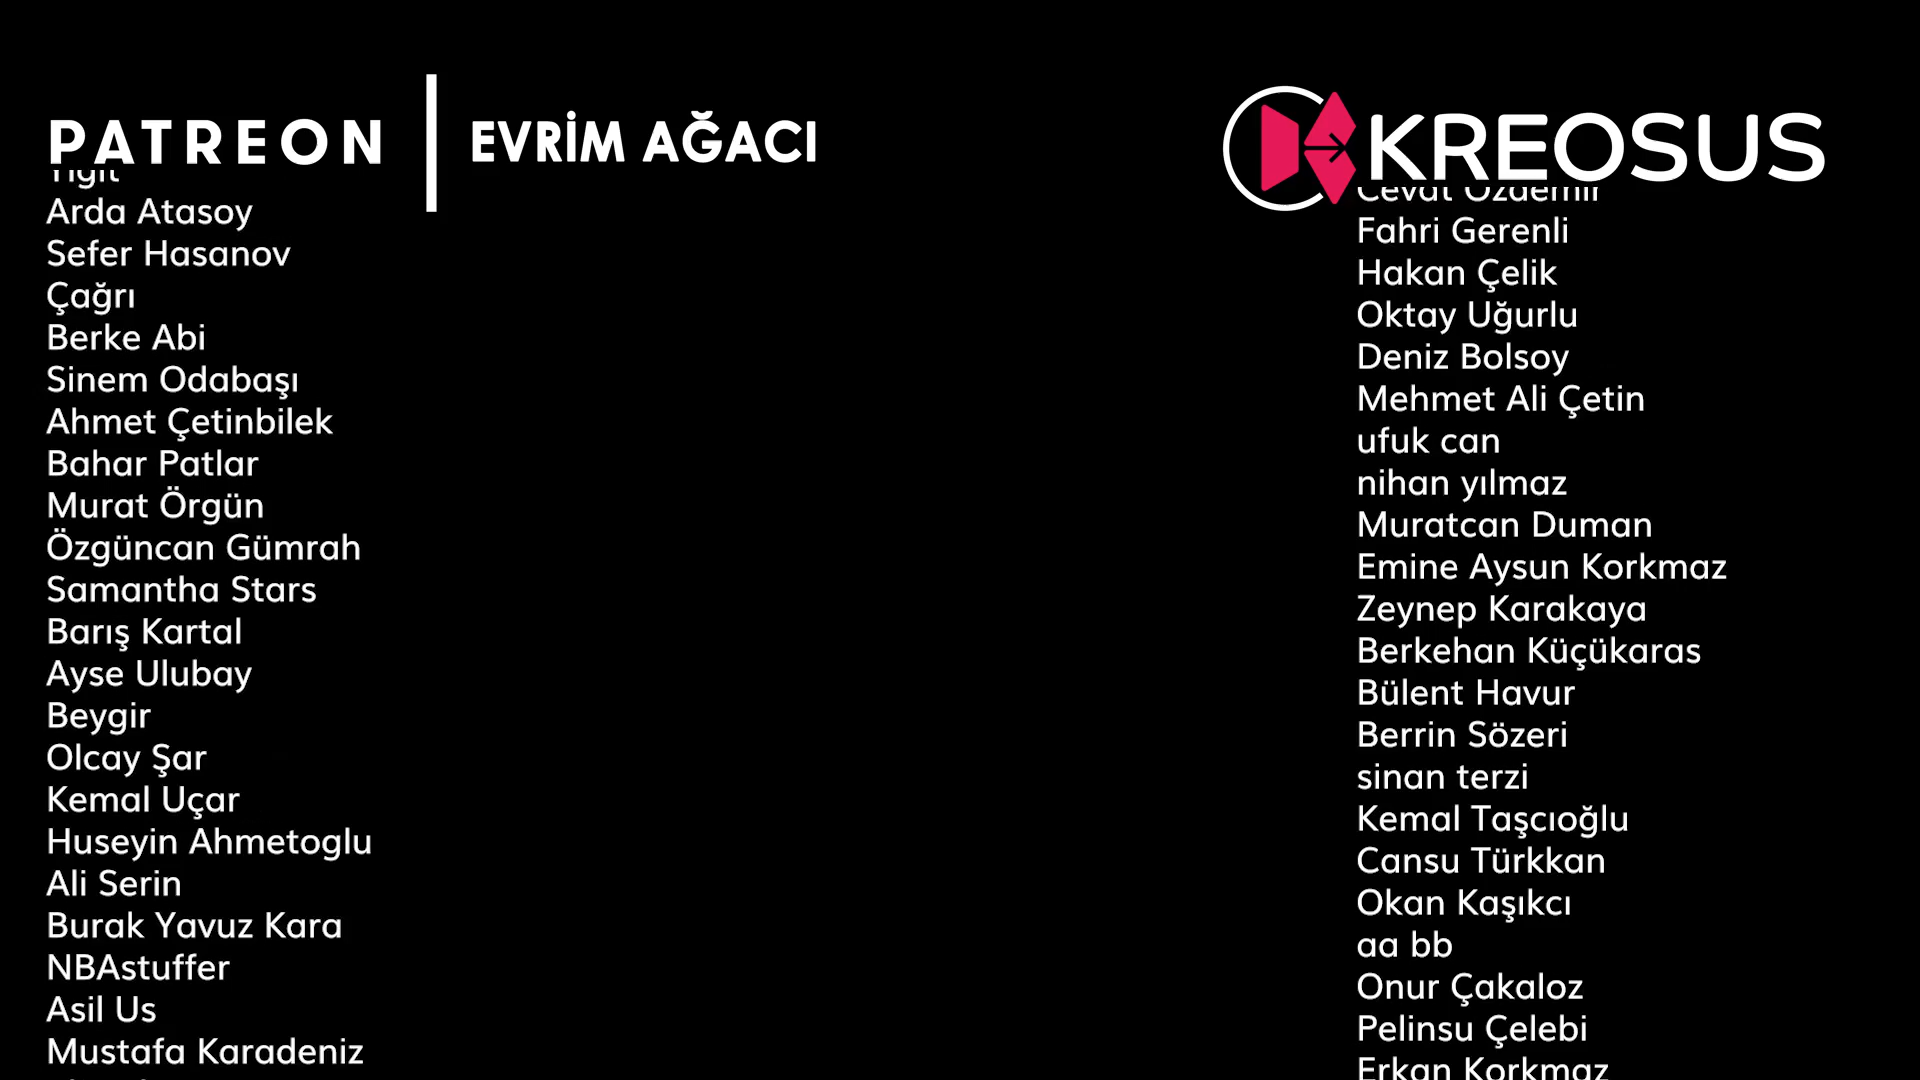 PATREON | EVRİM AĞACI
Yiğit
Arda Atasoy
Sefer Hasanov
Çağrı
Berke Abi
Sinem Odabaşı
Ahmet Çetinbilek
Bahar Patlar
Murat Örgün
Özgüncan Gümrah
Samantha Stars
Barış Kartal
Ayse Ulubay
Beygir
Olcay Şar
Kemal Uçar
Huseyin Ahmetoglu
Ali Serin
Burak Yavuz Kara
NBAstuffer
Asil Us
Mustafa Karadeniz
KREOSUS
Cevat Özdemir
Fahri Gerenli
Hakan Çelik
Oktay Uğurlu
Deniz Bolsoy
Mehmet Ali Çetin
ufuk can
nihan yılmaz
Muratcan Duman
Emine Aysun Korkmaz
Zeynep Karakaya
Berkehan Küçükaras
Bülent Havur
Berrin Sözeri
sinan terzi
Kemal Taşcıoğlu
Cansu Türkkan
Okan Kaşıkcı
aa bb
Onur Çakaloz
Pelinsu Çelebi
Erkan Korkmaz